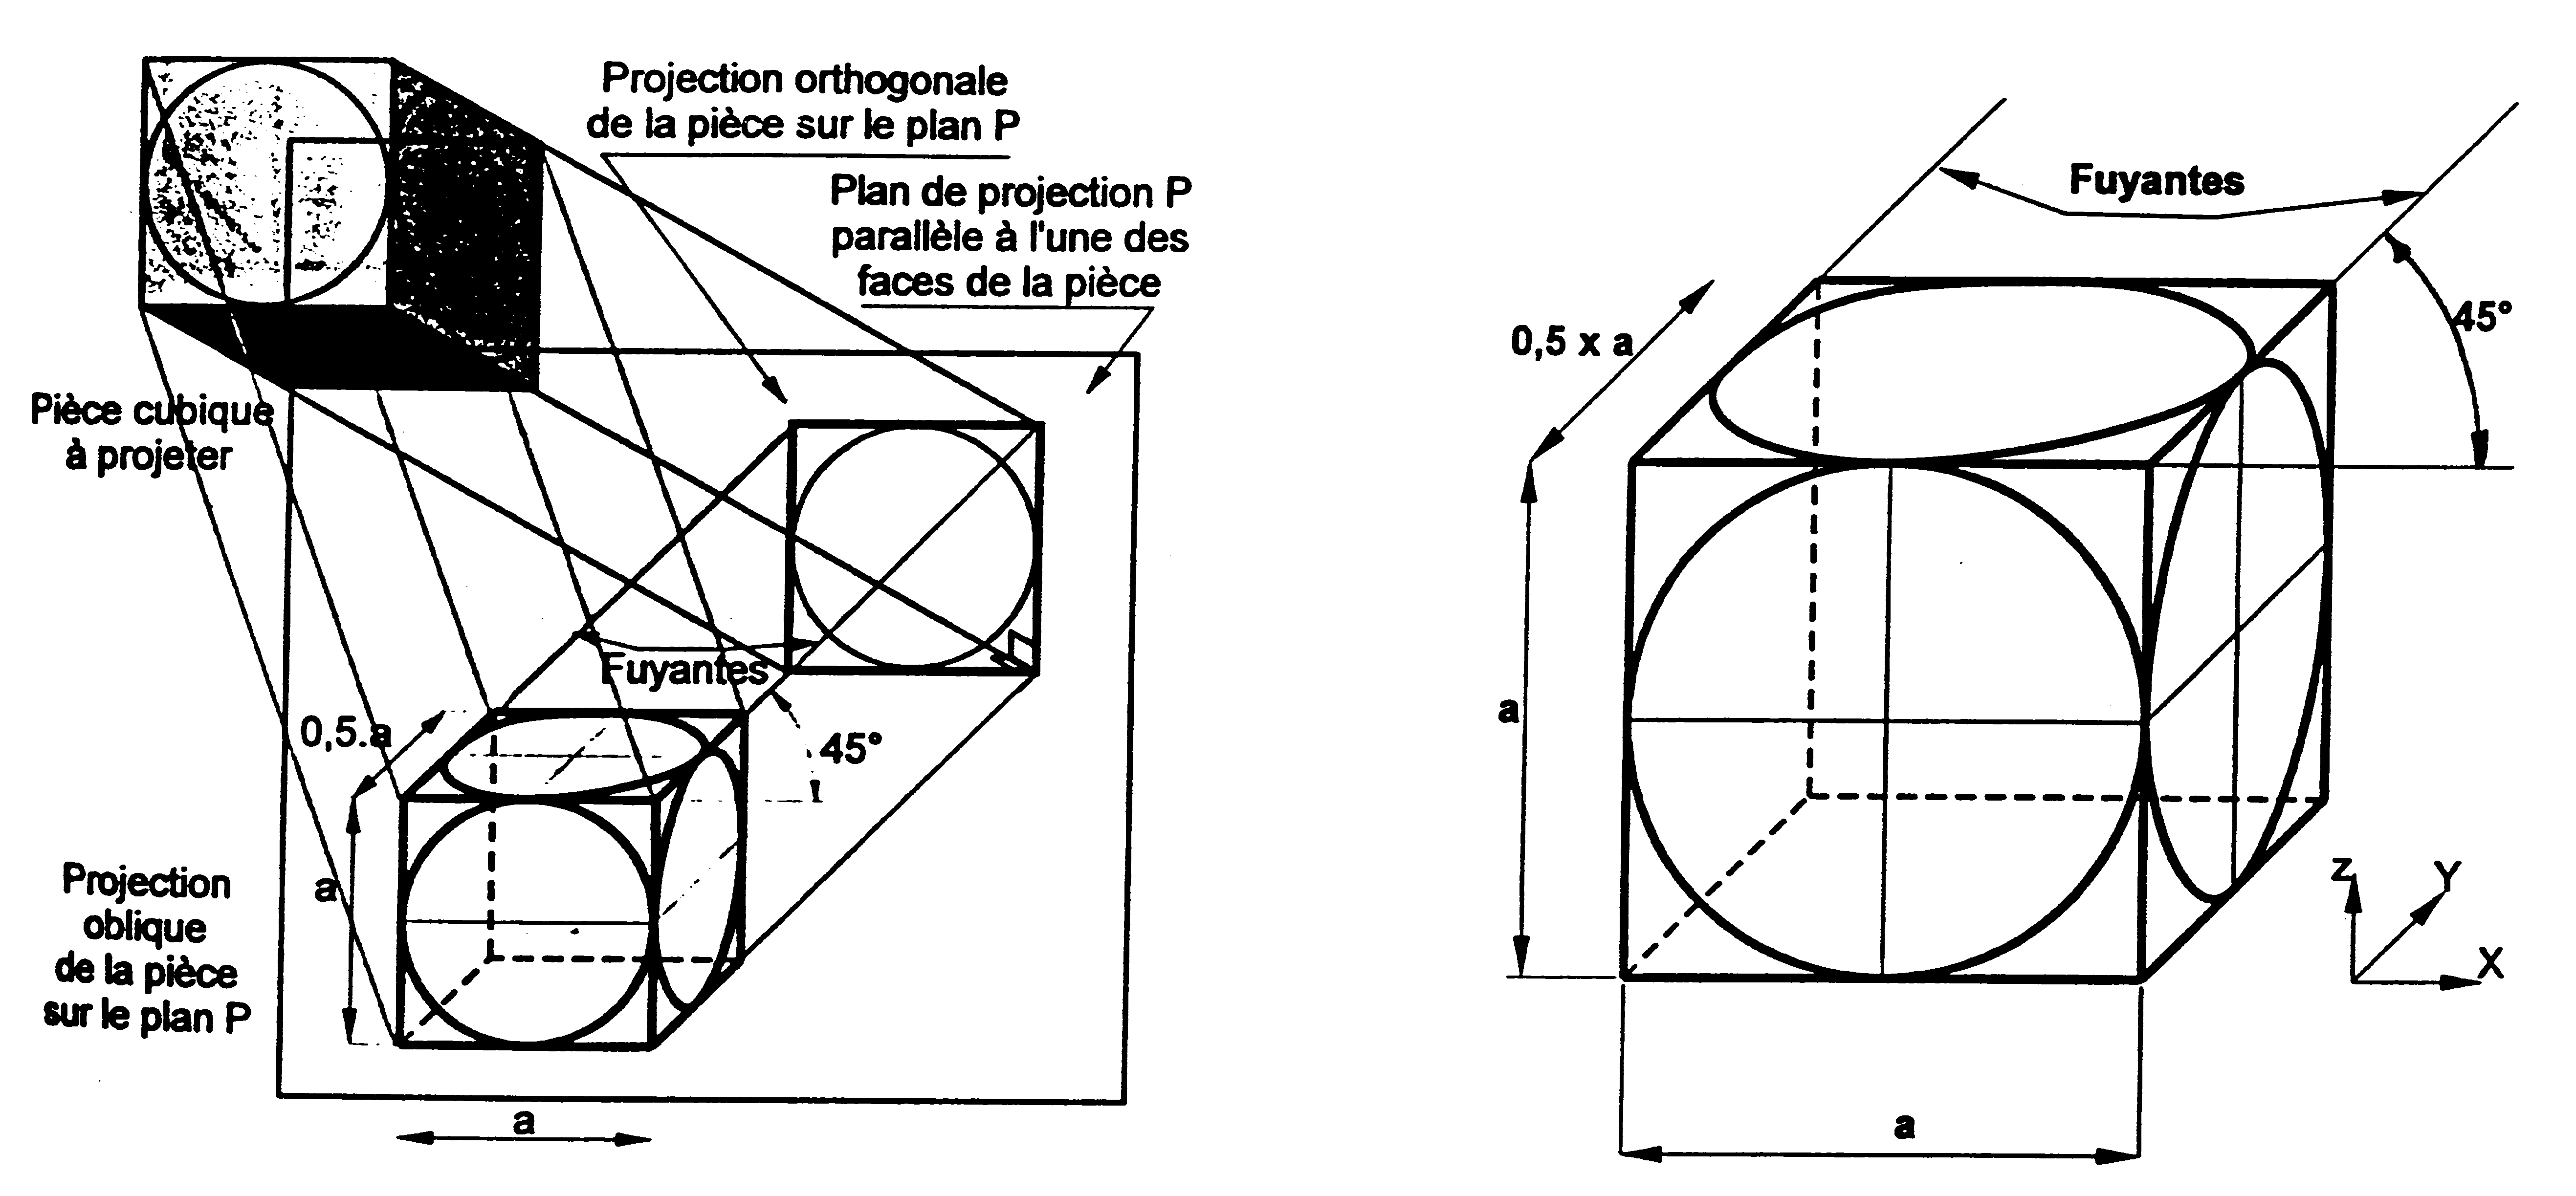 Projection orthogonale
de la pièce sur le plan P
Plan de projection P
parallèle à l'une des
faces de la pièce
Pièce cubique
à projeter
Fuyantes
0,5.a
45°
a
Projection
oblique
de la pièce
sur le plan P
a
Fuyantes
0,5 x a
45°
a
a
Z
Y
X